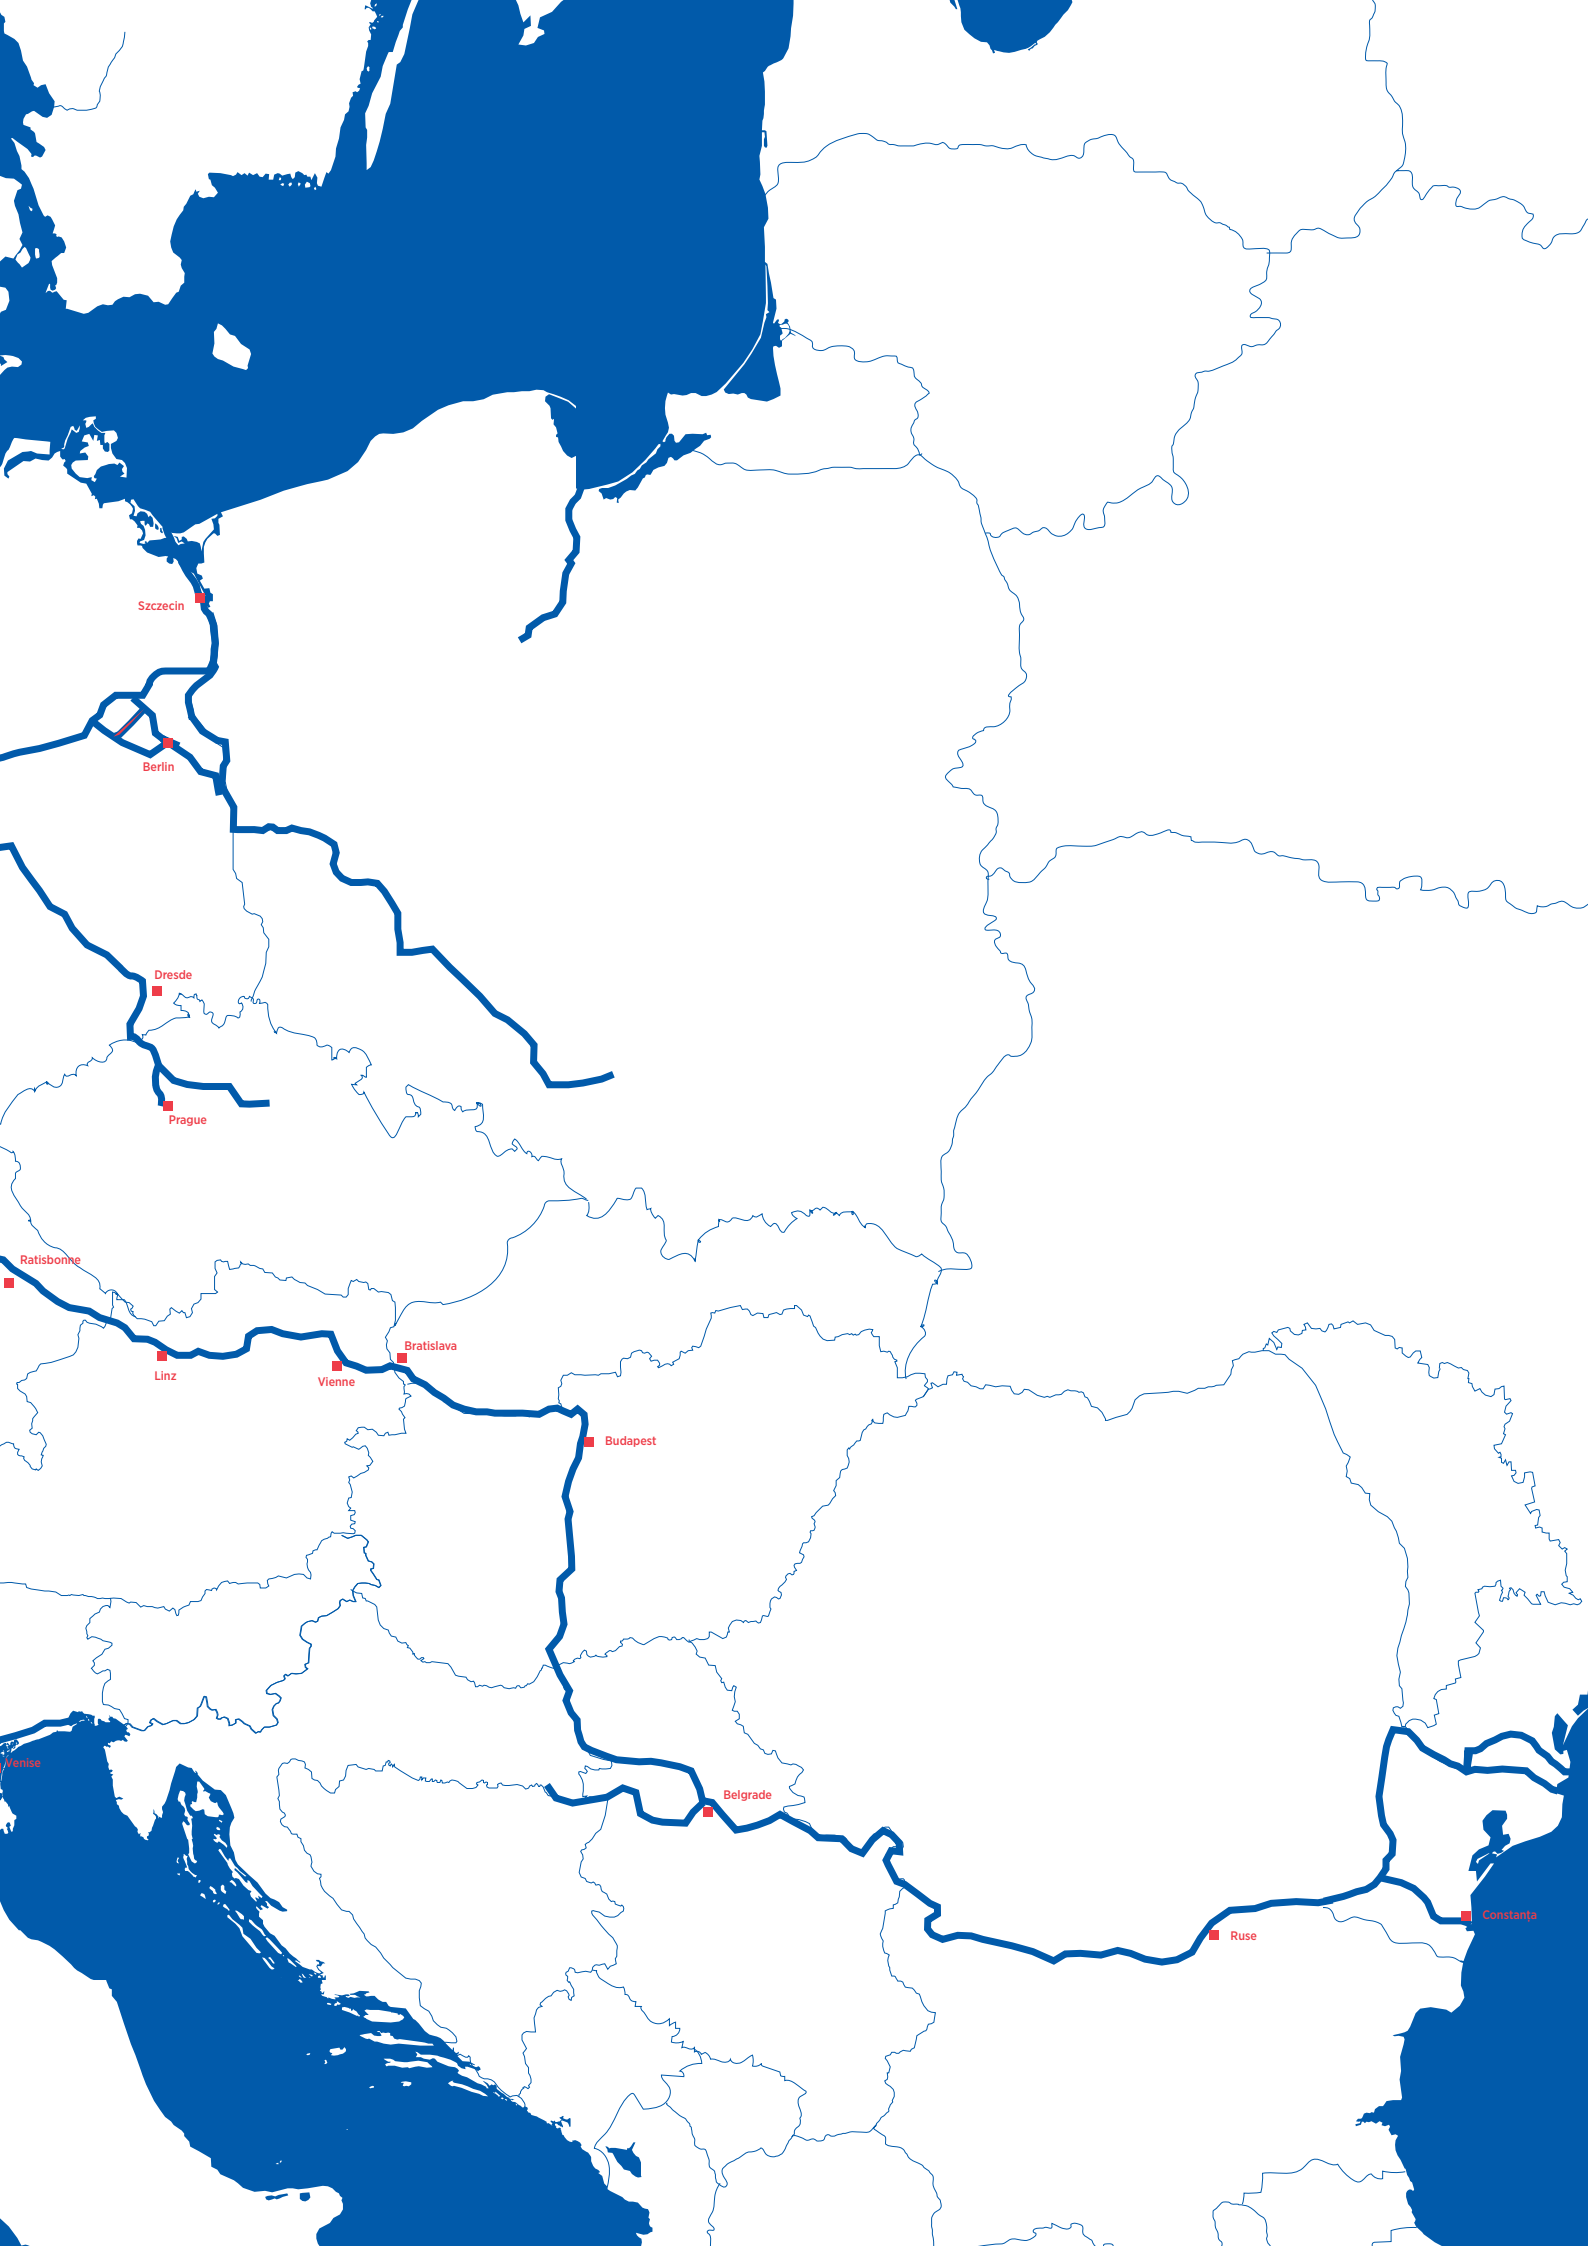 Szczecin
Berlin
Dresde
Prague
Ratisbonne
Bratislava
Linz
Vienne
Budapest
Venise
Belgrade
Constanța
Ruse